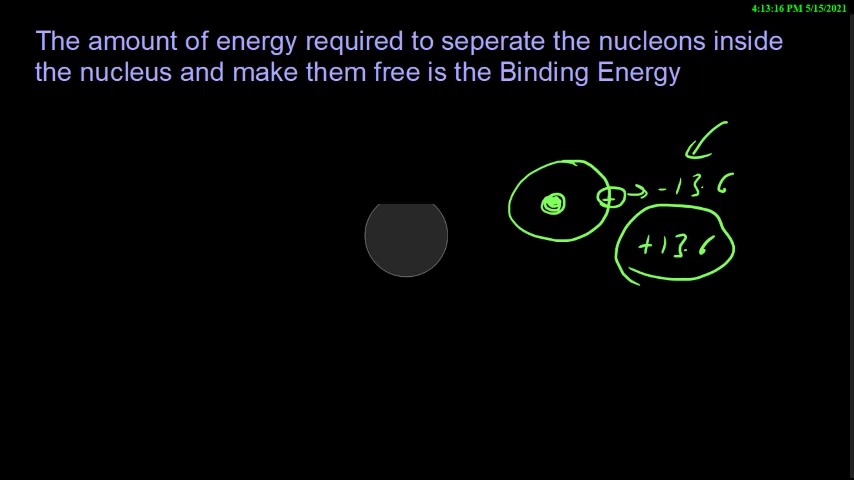 4:13:16 PM 5/15/2021
The amount of energy required to seperate the nucleons inside
the nucleus and make them free is the Binding Energy
-13.6
+13.6